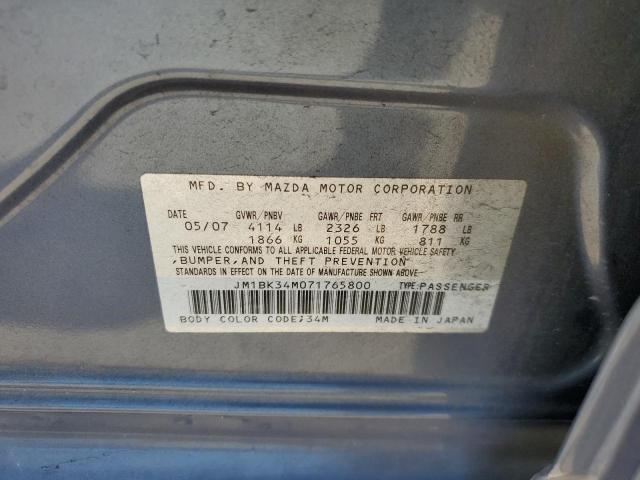 MFD. BY MAZDA MOTOR CORPORATION
DATE GVWR/PNBV GAWR/PNBE FRT GAWR/PNBE RR
05/07 4114 LB 2326 LB 1788 LB
1866 KG 1055 KG 811 KG
THIS VEHICLE CONFORMS TO ALL APPLICABLE FEDERAL MOTOR VEHICLE SAFETY
,BUMPER,AND THEFT PREVENTION
STANDARDS IN EFFECT ON THE DATE OF MANUFACTURE SHOWN ABOVE.
JM1BK34M071765800 TYPE:PASSENGER
BODY COLOR CODE:34M MADE IN JAPAN